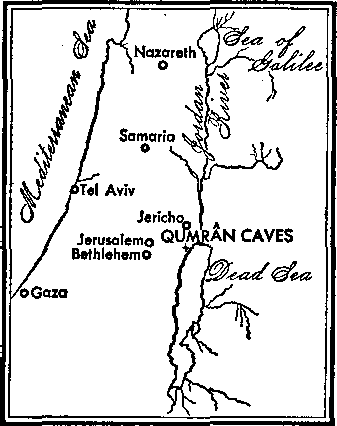 Mediterranean Sea
Nazareth
Sea of
Galilee
Jordan
River
Samaria
Tel Aviv
Jericho
QUMRÂN CAVES
Jerusalem
Bethlehem
Dead Sea
Gaza